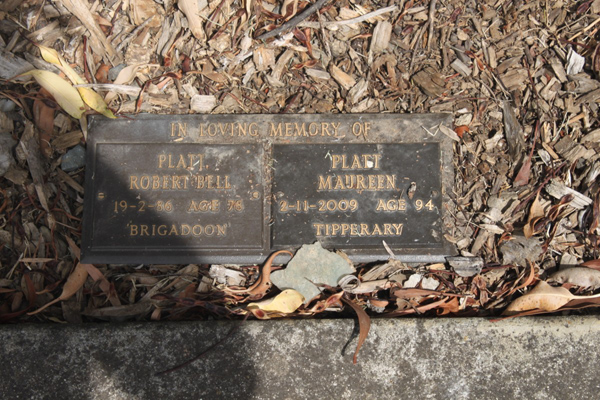 IN LOVING MEMORY OF
PLATT
ROBERT BELL
19-2-86 AGE 78
'BRIGADOON'
PLATT
MAUREEN
2-11-2009 AGE 94
TIPPERARY